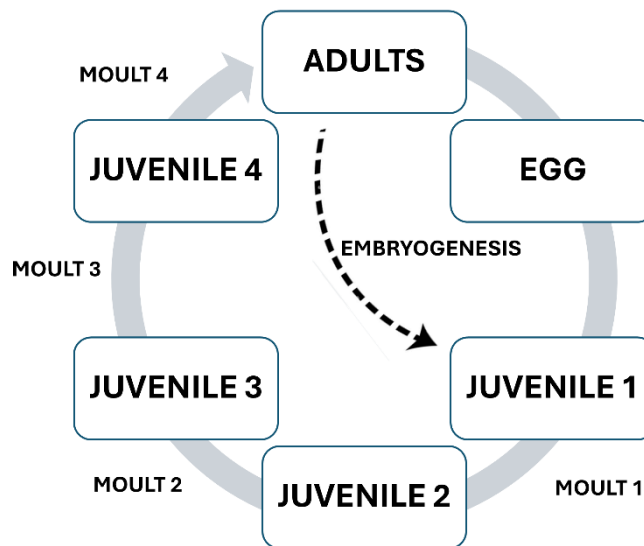 ADULTS
MOULT 4
JUVENILE 4
EGG
EMBRYOGENESIS
MOULT 3
JUVENILE 3
JUVENILE 1
MOULT 2
JUVENILE 2
MOULT 1